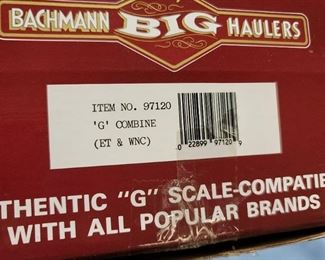 BACHMANN BIG HAULERS
ITEM NO. 97120
'G' COMBINE
(ET & WNC)
0 22899 97120 9
THENTIC "G" SCALE-COMPATI
WITH ALL POPULAR BRANDS